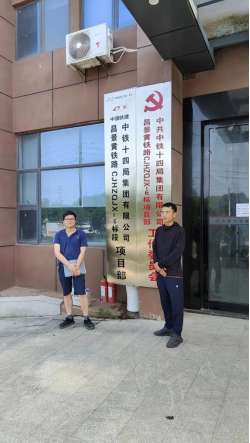 中国铁建
中铁十四局集团有限公司
昌景黄铁路CJHZQJX-6标段
项目部
中共中铁十四局集团有限公司
昌景黄铁路CJHZQJX-6标项目部
工作委员会